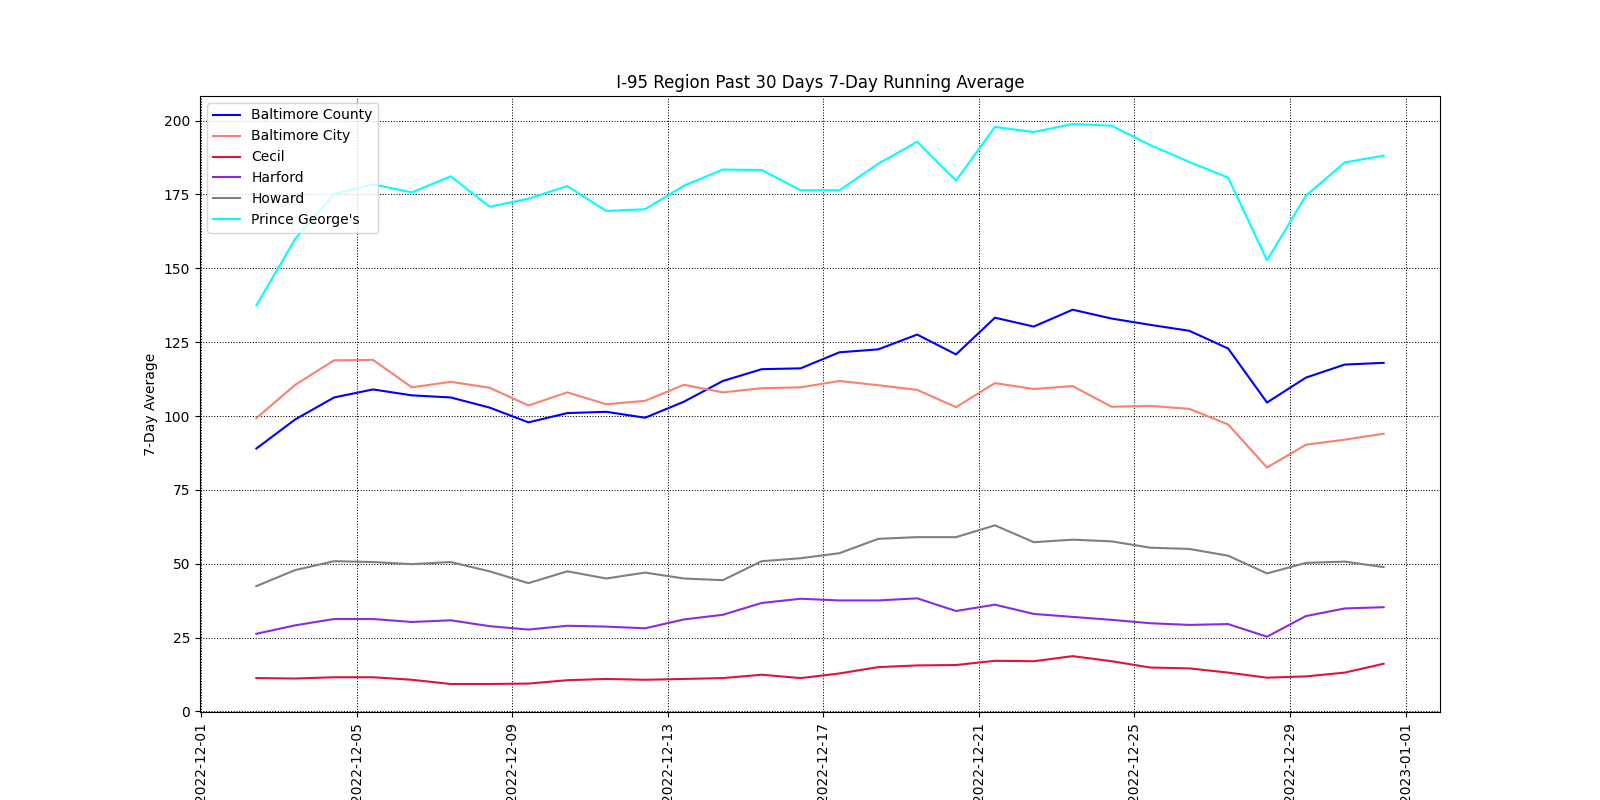 I-95 Region Past 30 Days 7-Day Running Average
Baltimore County
Baltimore City
Cecil
Harford
Howard
Prince George's
7-Day Average
200
175
150
125
100
75
50
25
0
2022-12-01
2022-12-05
2022-12-09
2022-12-13
2022-12-17
2022-12-21
2022-12-25
2022-12-29
2023-01-01